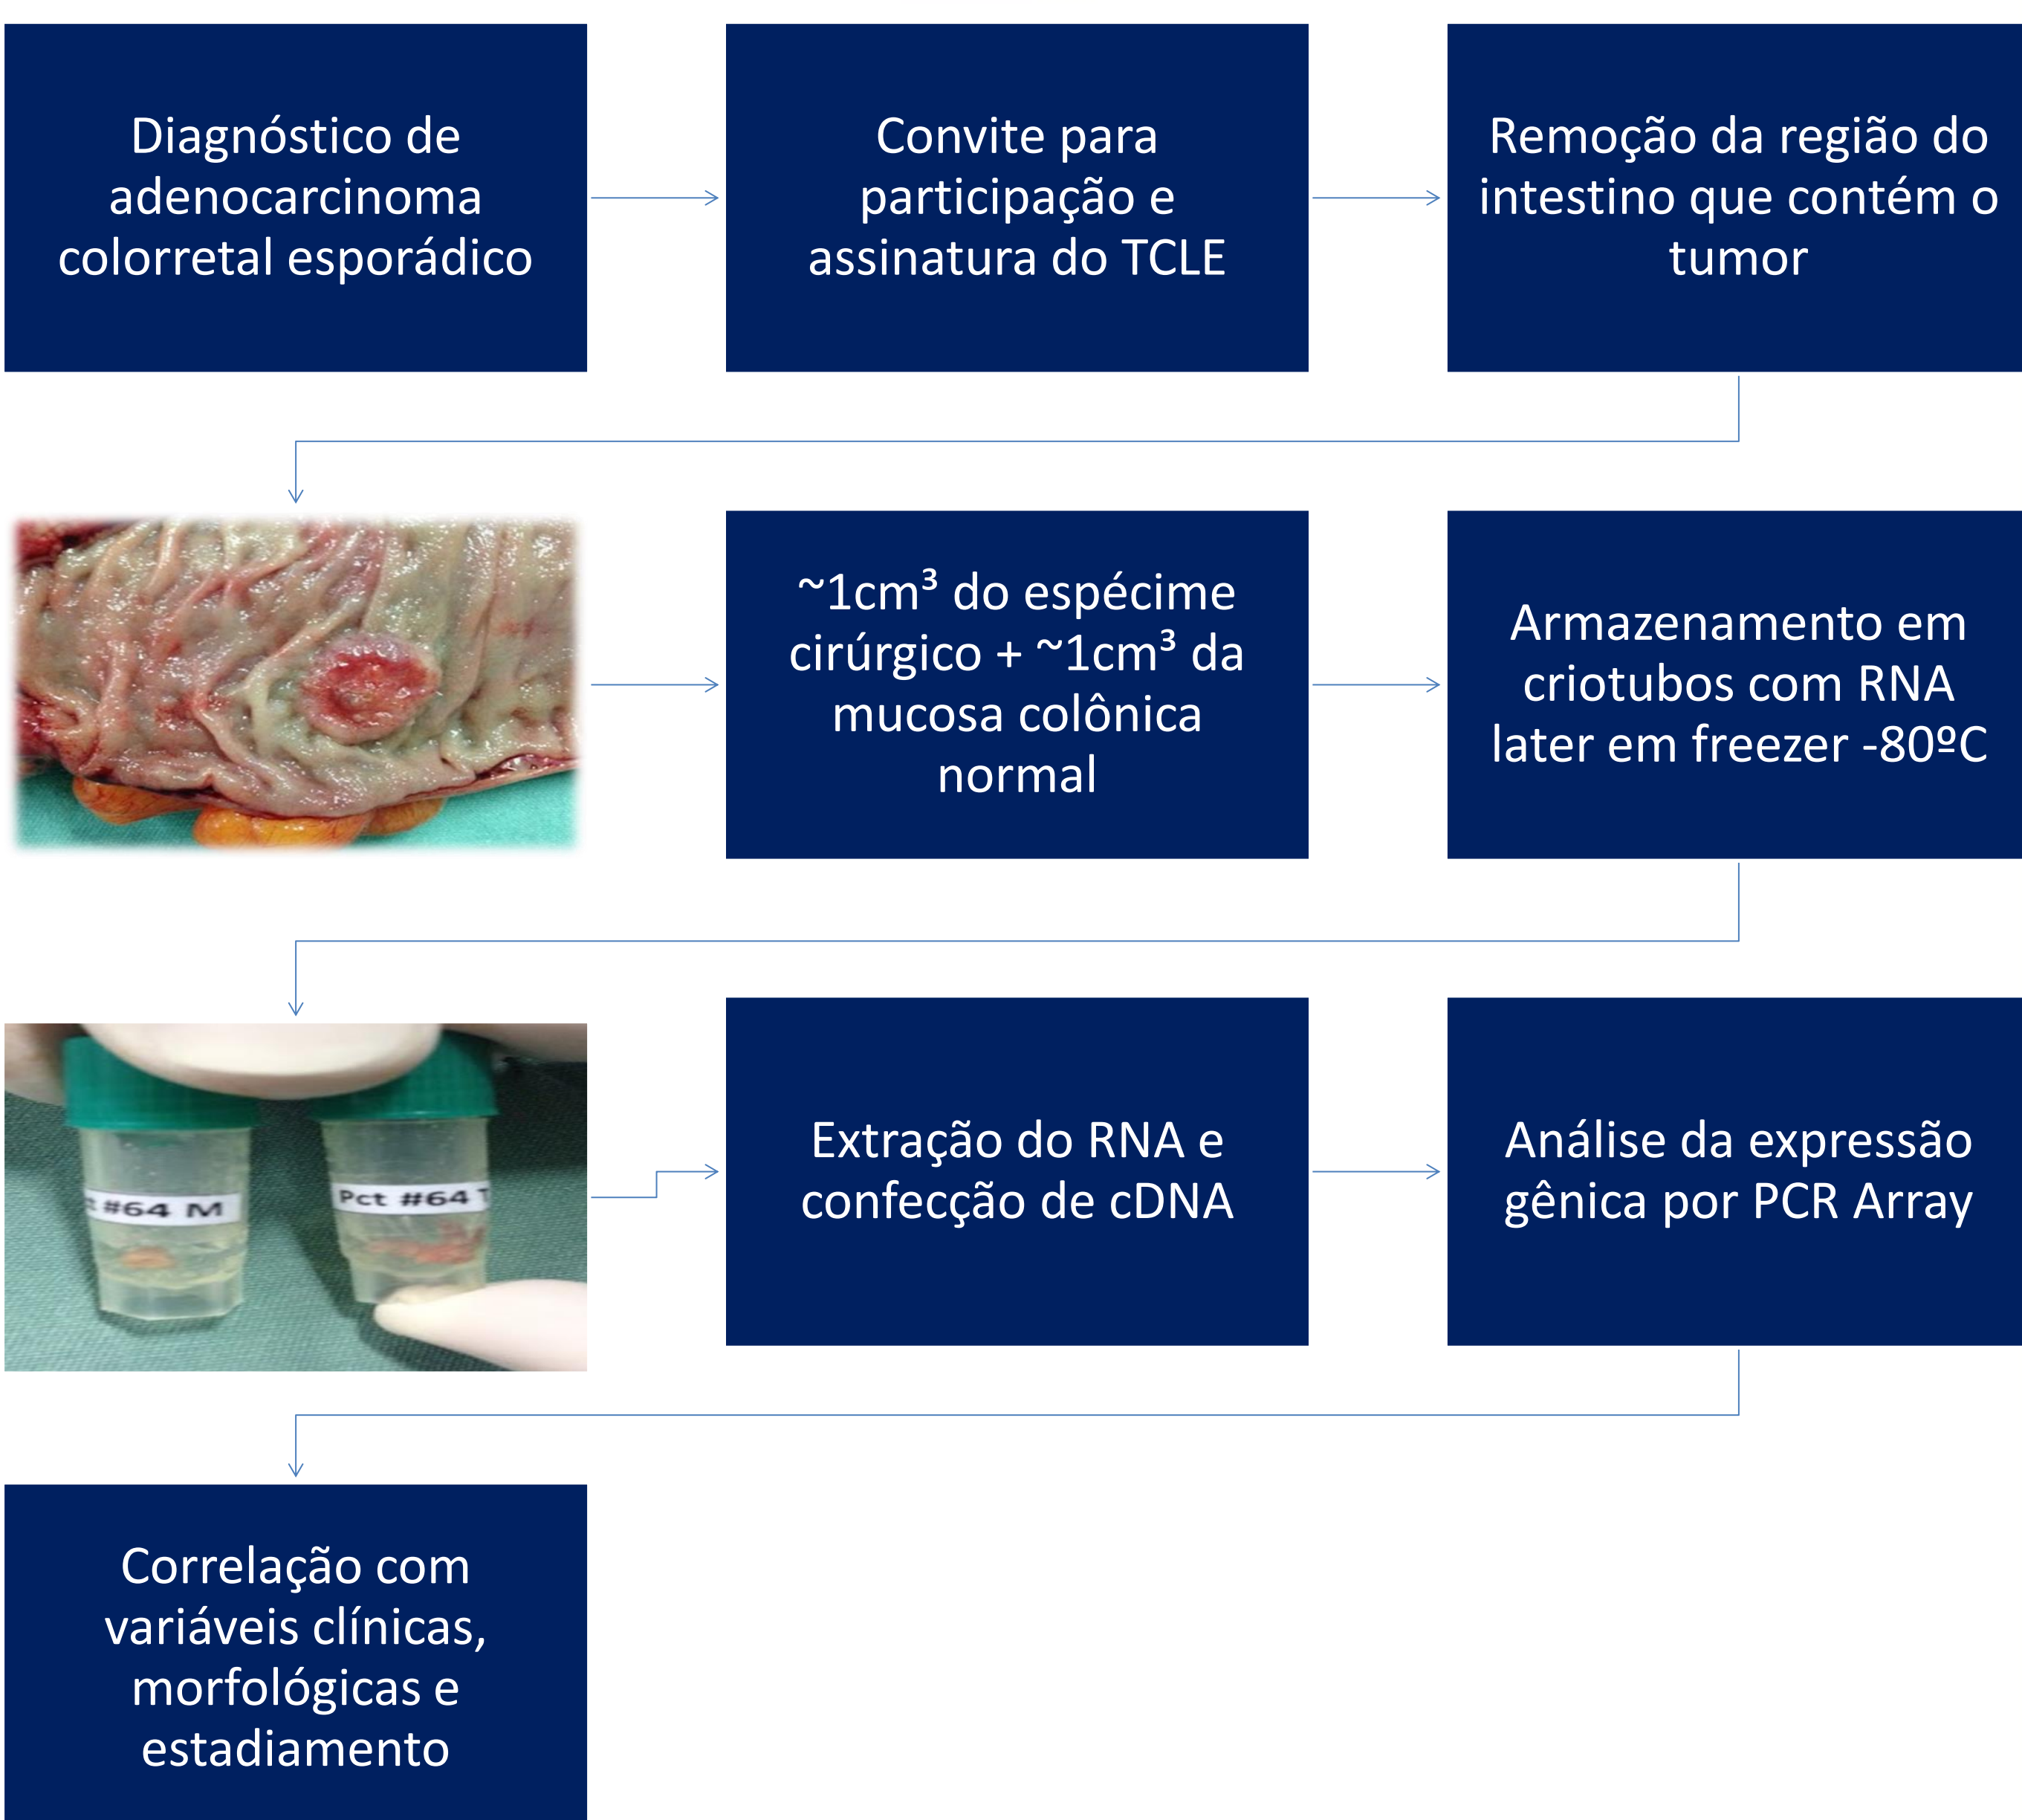 Diagnóstico de
adenocarcinoma
colorretal esporádico
Convite para
participação e
assinatura do TCLE
Remoção da região do
intestino que contém o
tumor
~1cm³ do espécime
cirúrgico + ~1cm³ da
mucosa colônica
normal
Armazenamento em
criotubos com RNA
later em freezer -80ºC
#64 M
Pct #64 T
Extração do RNA e
confecção de cDNA
Análise da expressão
gênica por PCR Array
Correlação com
variáveis clínicas,
morfológicas e
estadiamento